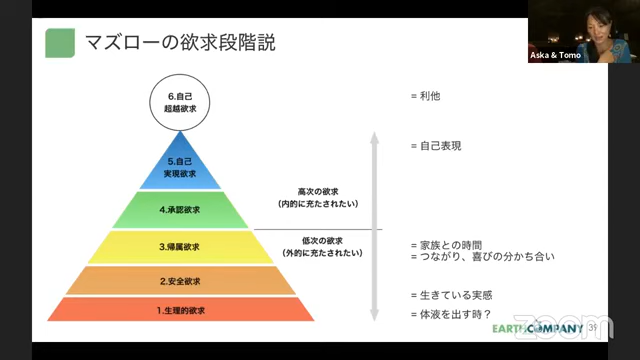 マズローの欲求段階説
Aska & Tomo
6.自己
超越欲求
= 利他
5.自己
実現欲求
= 自己表現
高次の欲求
（内的に充たされたい）
4.承認欲求
低次の欲求
（外的に充たされたい）
3.帰属欲求
= 家族との時間
= つながり、喜びの分かち合い
2.安全欲求
= 生きている実感
1.生理的欲求
= 体液を出す時？
EARTH COMPANY
zoom
39